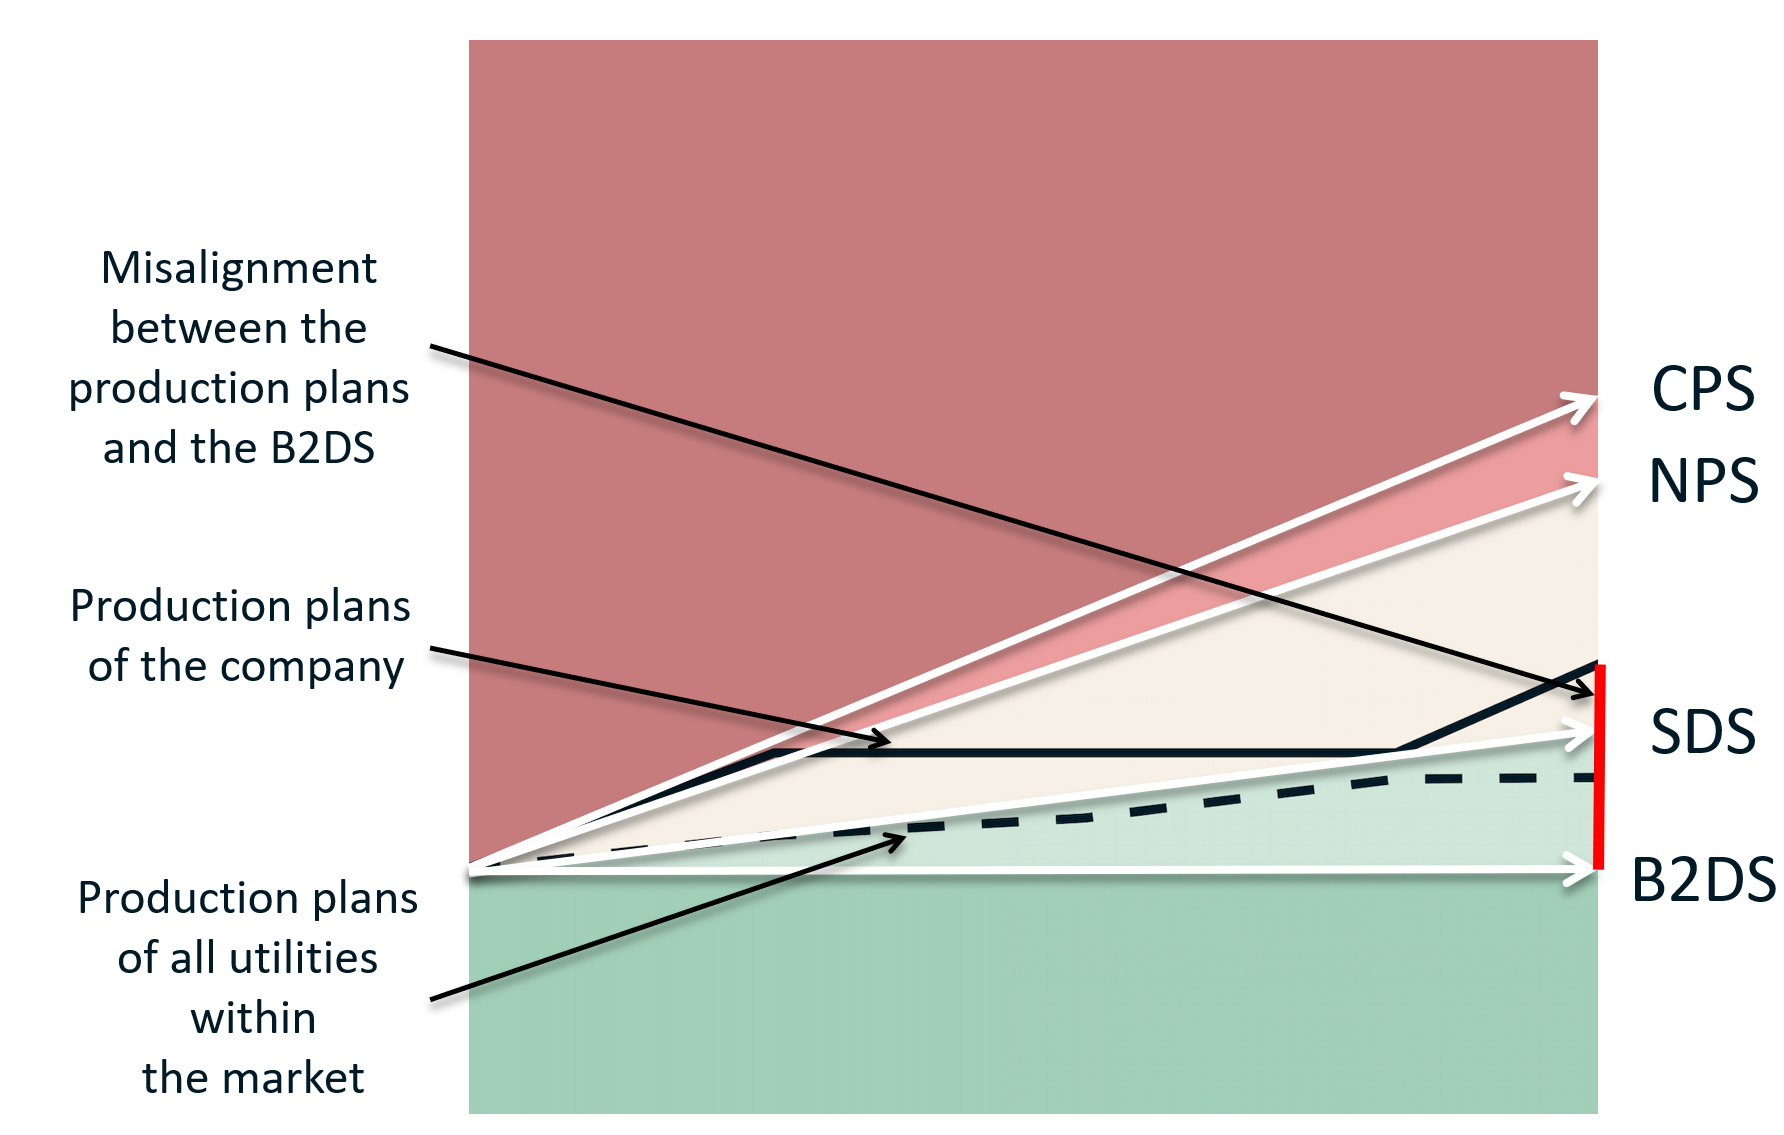 Misalignment
between the
production plans
and the B2DS
Production plans
of the company
Production plans
of all utilities
within
the market
CPS
NPS
SDS
B2DS